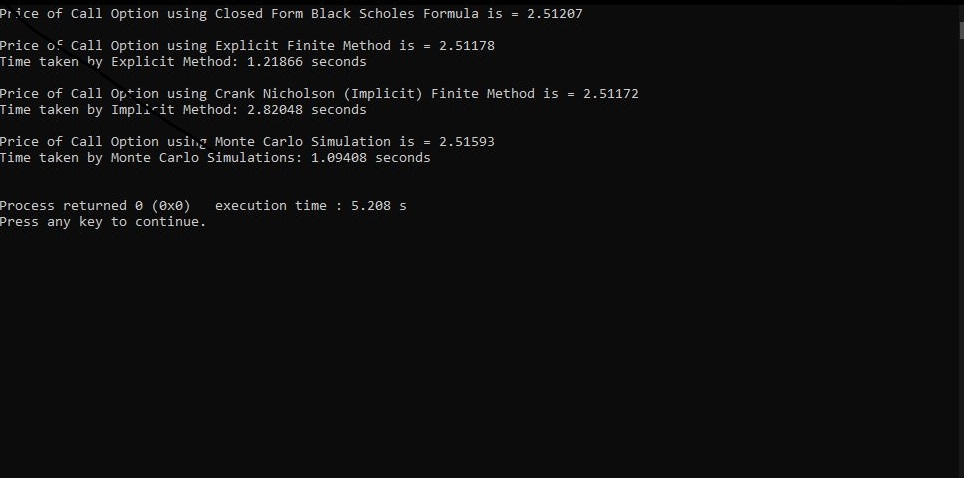 Price of Call Option using Closed Form Black Scholes Formula is = 2.51207
Price of Call Option using Explicit Finite Method is = 2.51178
Time taken by Explicit Method: 1.21866 seconds
Price of Call Option using Crank Nicholson (Implicit) Finite Method is = 2.51172
Time taken by Implicit Method: 2.82048 seconds
Price of Call Option using Monte Carlo Simulation is = 2.51593
Time taken by Monte Carlo Simulations: 1.09408 seconds
Process returned 0 (0x0)   execution time : 5.208 s
Press any key to continue.